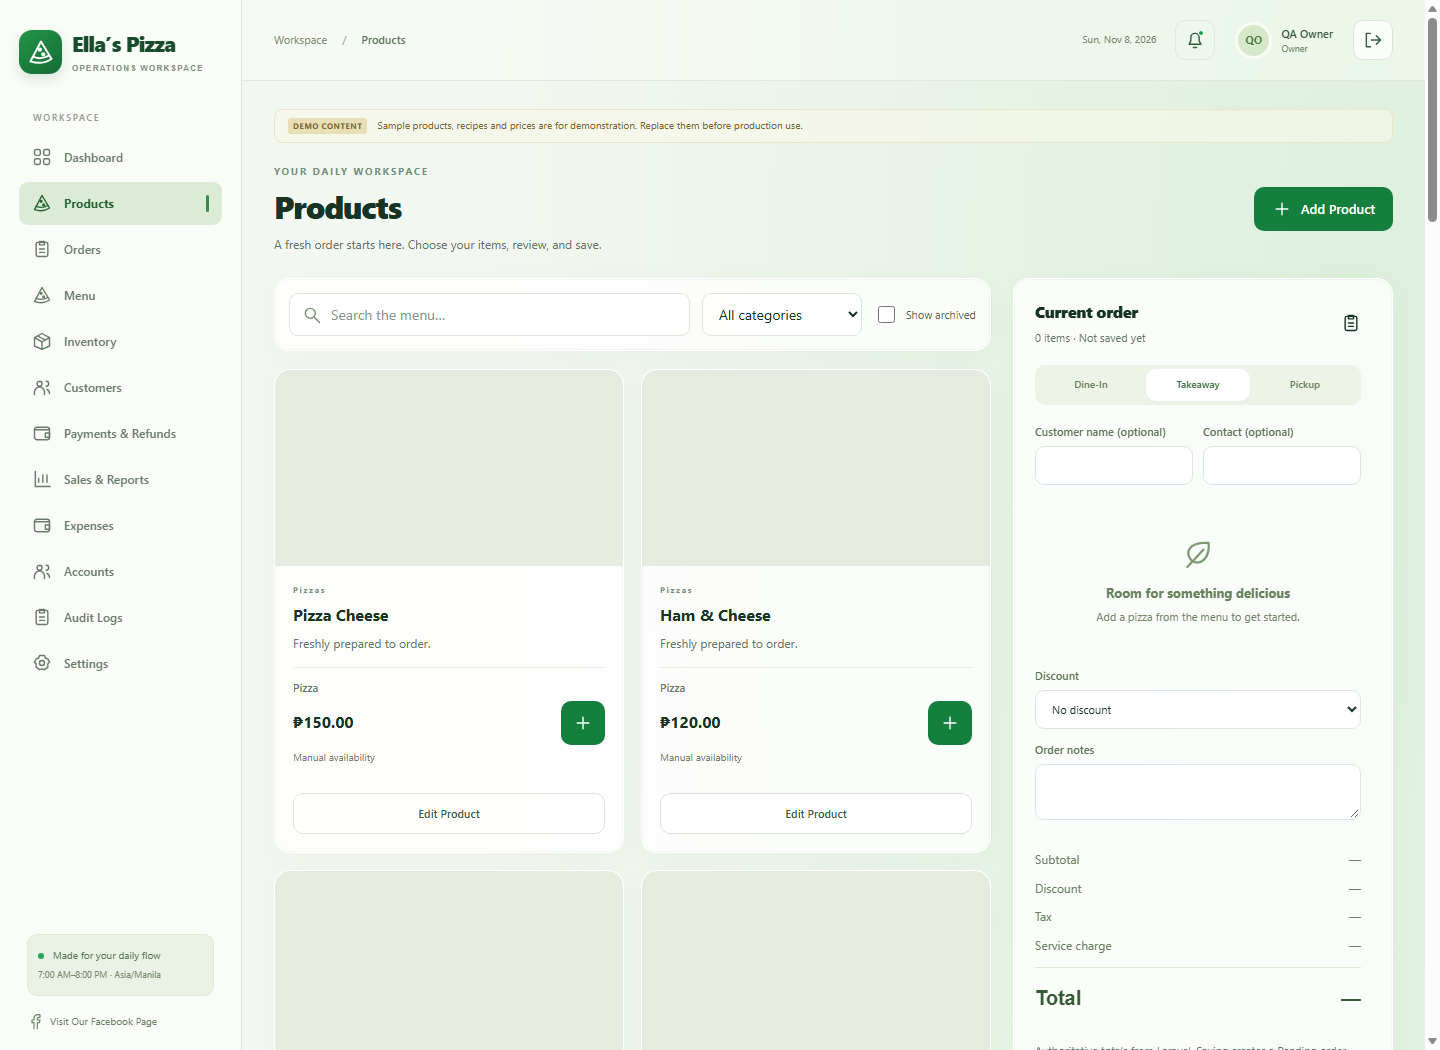 Ella's Pizza
OPERATIONS WORKSPACE
WORKSPACE
Dashboard
Products
Orders
Menu
Inventory
Customers
Payments & Refunds
Sales & Reports
Expenses
Accounts
Audit Logs
Settings
Made for your daily flow
7:00 AM–8:00 PM · Asia/Manila
Visit Our Facebook Page
Workspace / Products
Sun, Nov 8, 2026
QO
QA Owner
Owner
DEMO CONTENT Sample products, recipes and prices are for demonstration. Replace them before production use.
YOUR DAILY WORKSPACE
Products
A fresh order starts here. Choose your items, review, and save.
Add Product
Search the menu...
All categories
Show archived
Pizzas
Pizza Cheese
Freshly prepared to order.
Pizza
₱150.00
Manual availability
Edit Product
Pizzas
Ham & Cheese
Freshly prepared to order.
Pizza
₱120.00
Manual availability
Edit Product
Current order
0 items · Not saved yet
Dine-In Takeaway Pickup
Customer name (optional) Contact (optional)
Room for something delicious
Add a pizza from the menu to get started.
Discount
No discount
Order notes
Subtotal —
Discount —
Tax —
Service charge —
Total —